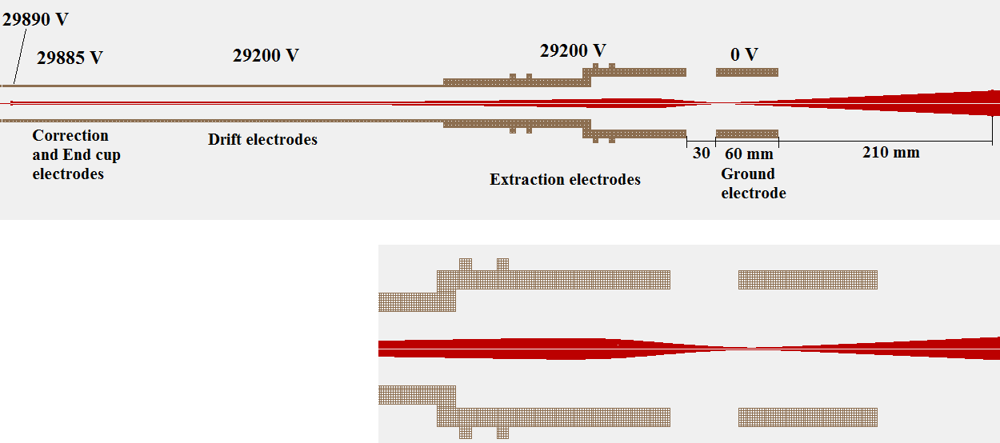 29890 V
29885 V
29200 V
29200 V
0 V
Correction
and End cup
electrodes
Drift electrodes
Extraction electrodes
30
60 mm
210 mm
Ground
electrode